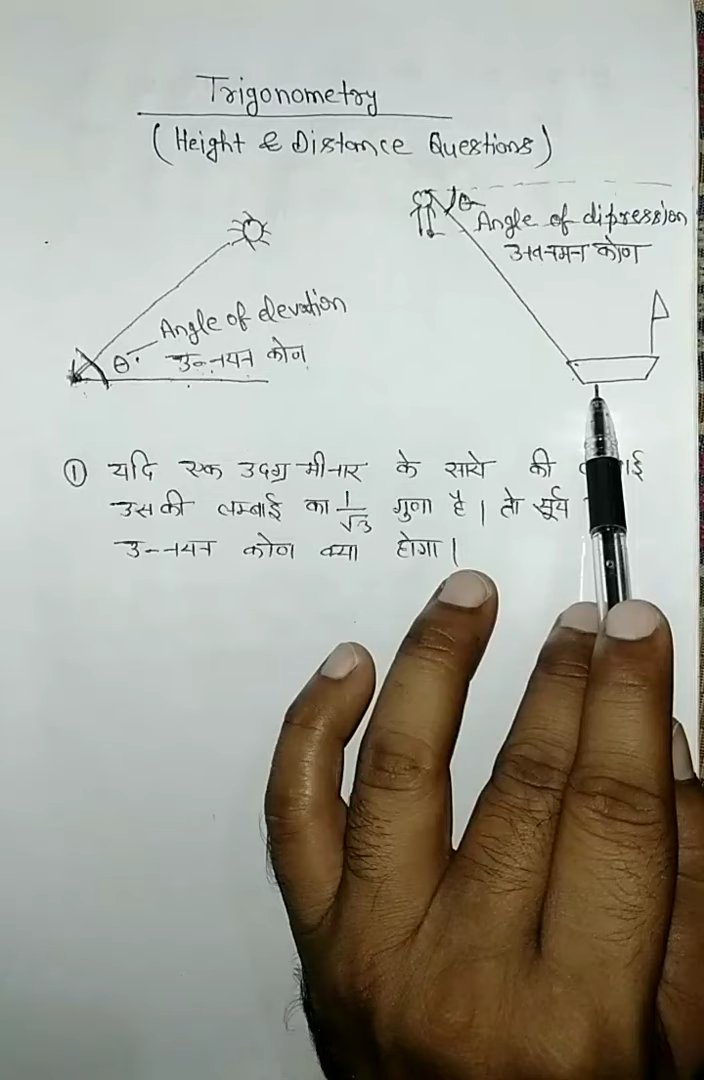 Trigonometry
(Height & Distance Questions)
θ Angle of dipression
अवनमन कोण
Angle of elevation
θ उन्नयन कोण
① यदि एक उदग्र मीनार के साये की
उसकी लम्बाई का 1/√3 गुणा है। तो सूर्य
उन्नयन कोण क्या होगा।